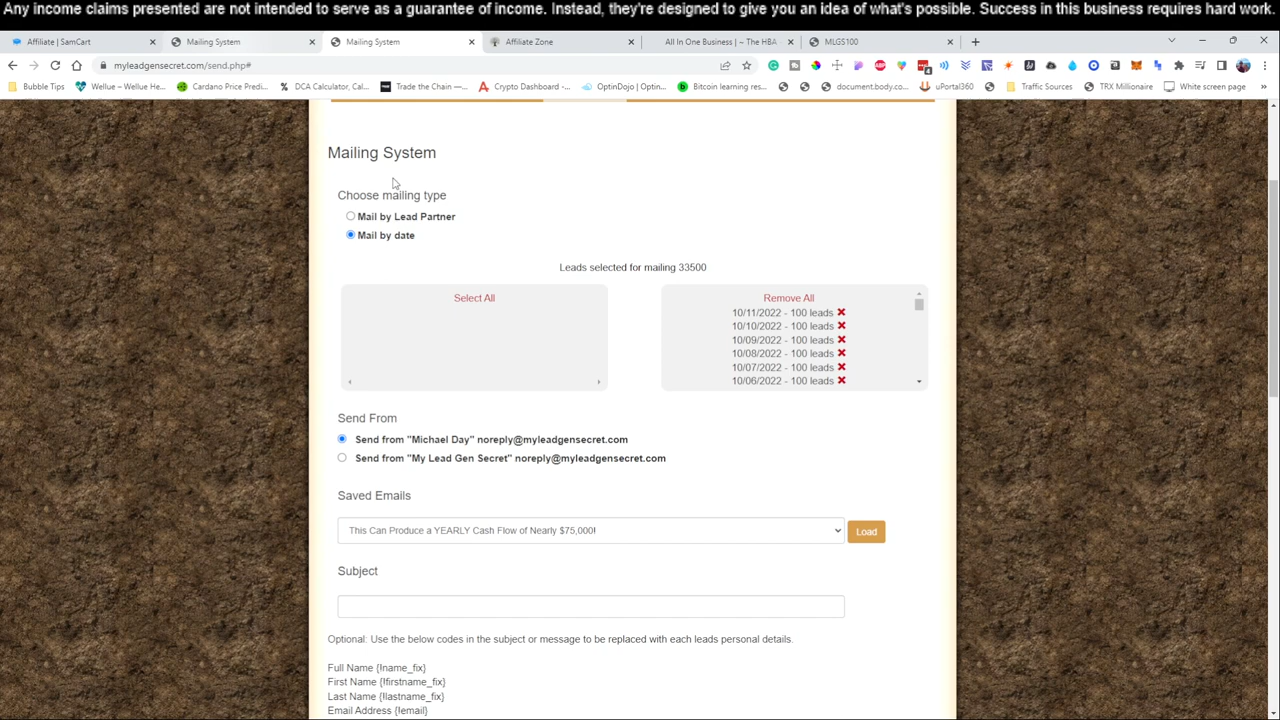 Any income claims presented are not intended to serve as a guarantee of income. Instead, they're designed to give you an idea of what's possible. Success in this business requires hard work.
Affiliate | SamCart
Mailing System
Mailing System
Affiliate Zone
All In One Business | ~ The HBA
MLGS100
myleadgensecret.com/send.php#
4
Bubble Tips
Wellue – Wellue He...
Cardano Price Predi...
DCA Calculator, Cal...
Trade the Chain —...
Crypto Dashboard -...
OptinDojo | Optin...
Bitcoin learning res...
document.body.co...
uPortal360
Traffic Sources
TRX Millionaire
White screen page
Mailing System
Choose mailing type
Mail by Lead Partner
Mail by date
Leads selected for mailing 33500
Select All
Remove All
10/11/2022 - 100 leads
10/10/2022 - 100 leads
10/09/2022 - 100 leads
10/08/2022 - 100 leads
10/07/2022 - 100 leads
10/06/2022 - 100 leads
Send From
Send from "Michael Day" noreply@myleadgensecret.com
Send from "My Lead Gen Secret" noreply@myleadgensecret.com
Saved Emails
This Can Produce a YEARLY Cash Flow of Nearly $75,000!
Load
Subject
Optional: Use the below codes in the subject or message to be replaced with each leads personal details.
Full Name {!name_fix}
First Name {!firstname_fix}
Last Name {!lastname_fix}
Email Address {!email}